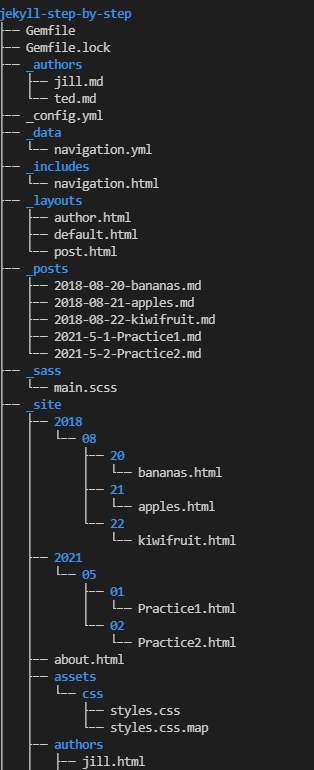 jekyll-step-by-step
├── Gemfile
├── Gemfile.lock
├── _authors
│   ├── jill.md
│   └── ted.md
├── _config.yml
├── _data
│   └── navigation.yml
├── _includes
│   └── navigation.html
├── _layouts
│   ├── author.html
│   ├── default.html
│   └── post.html
├── _posts
│   ├── 2018-08-20-bananas.md
│   ├── 2018-08-21-apples.md
│   ├── 2018-08-22-kiwifruit.md
│   ├── 2021-5-1-Practice1.md
│   └── 2021-5-2-Practice2.md
├── _sass
│   └── main.scss
├── _site
│   ├── 2018
│   │   └── 08
│   │       ├── 20
│   │       │   └── bananas.html
│   │       ├── 21
│   │       │   └── apples.html
│   │       └── 22
│   │           └── kiwifruit.html
│   ├── 2021
│   │   └── 05
│   │       ├── 01
│   │       │   └── Practice1.html
│   │       └── 02
│   │           └── Practice2.html
│   ├── about.html
│   ├── assets
│   │   └── css
│   │       ├── styles.css
│   │       └── styles.css.map
│   ├── authors
│   │   ├── jill.html